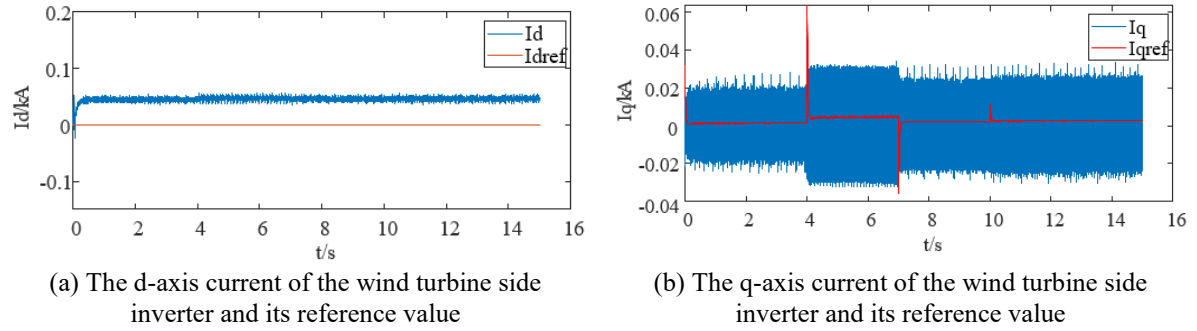 0.2
0.1
0
-0.1
Id/kA
Id
Idref
0 2 4 6 8 10 12 14 16
t/s
(a) The d-axis current of the wind turbine side
inverter and its reference value
0.06
0.04
0.02
0
-0.02
-0.04
Iq/kA
Iq
Iqref
0 2 4 6 8 10 12 14 16
t/s
(b) The q-axis current of the wind turbine side
inverter and its reference value